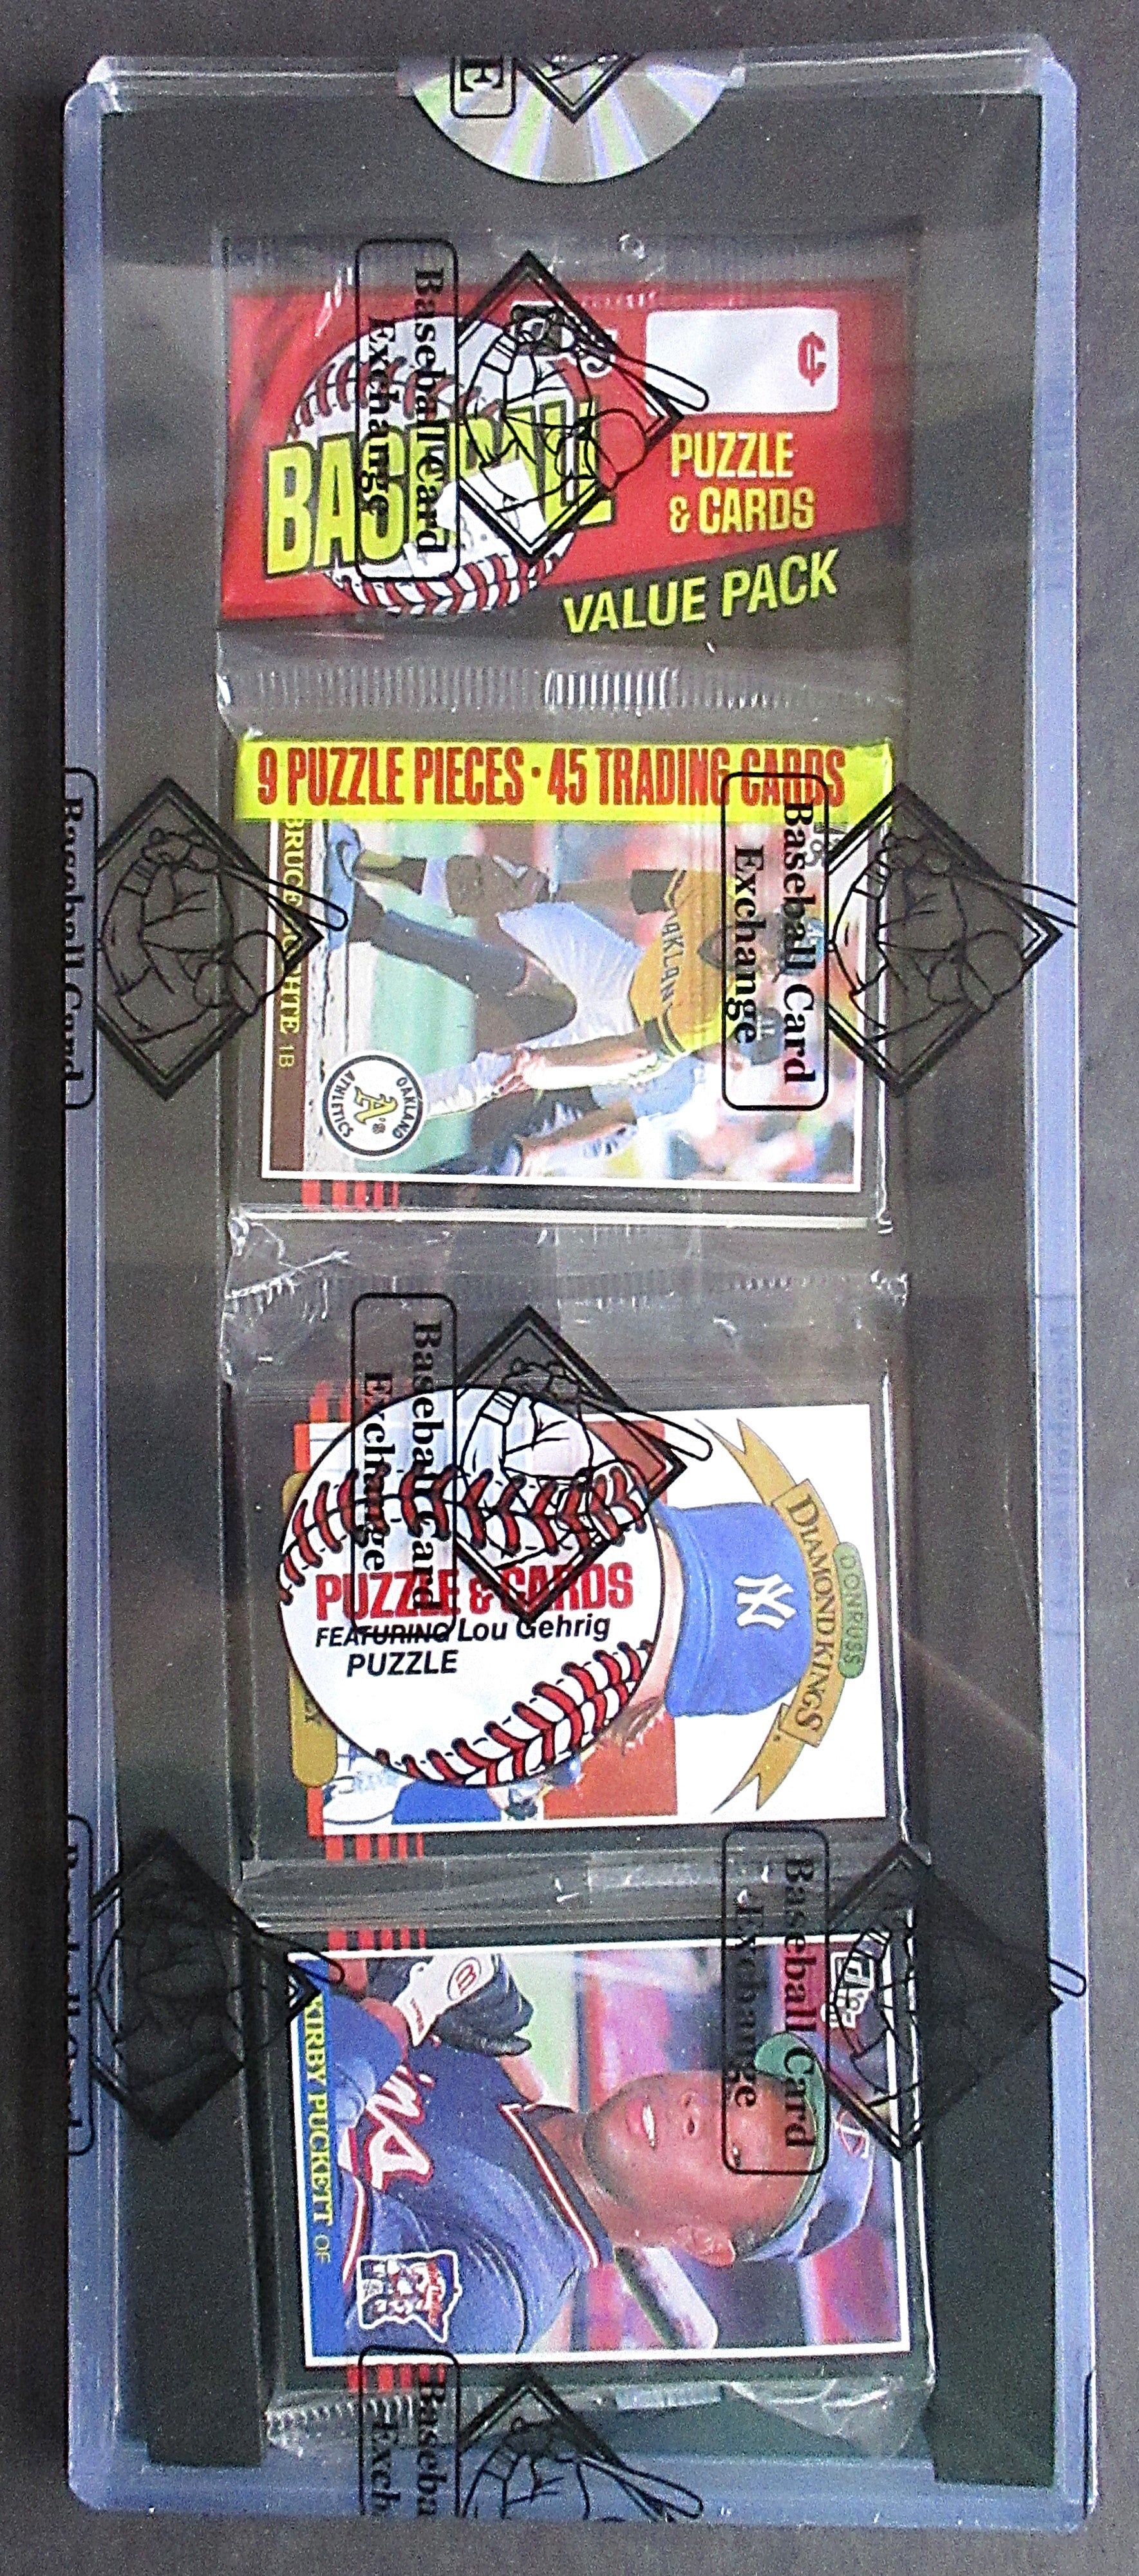 E
¢
BASEBALL
PUZZLE
& CARDS
VALUE PACK
Baseball Card
Exchange
9 PUZZLE PIECES · 45 TRADING CARDS
BRUCE BOCHTE 1B
OAKLAN
OAKLAND
A's
ATHLETICS
Baseball Card
Exchange
Baseball Card
DONRUSS
DIAMOND KINGS
NY
PUZZLE & CARDS
FEATURING Lou Gehrig
PUZZLE
Baseball Card
Exchange
Baseball Card
Exchange
KIRBY PUCKETT OF
Baseba
Exch